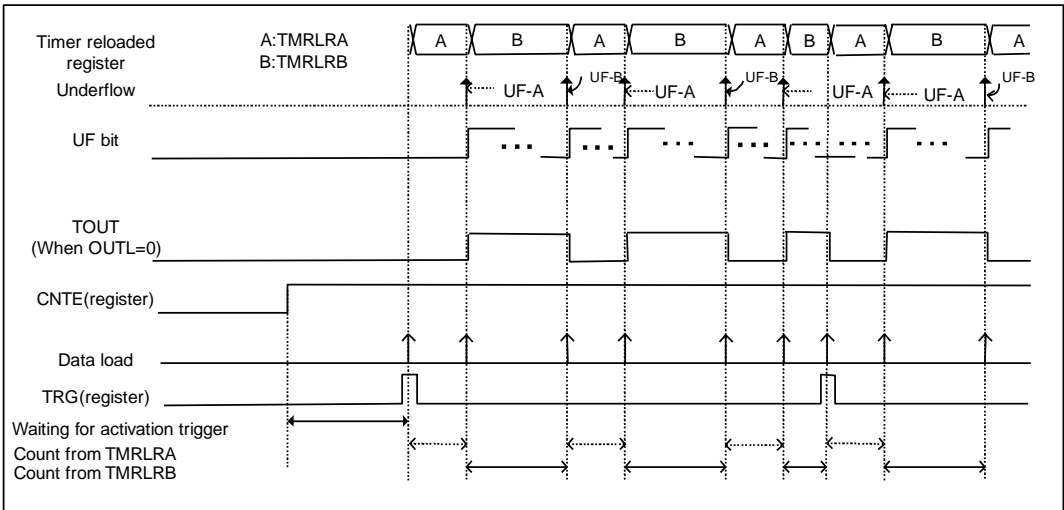 Timer reloaded
register
A:TMRLRA
B:TMRLRB
A B A B A B A B A
Underflow
UF-A UF-B UF-A UF-B UF-A UF-A UF-B
UF bit
TOUT
(When OUTL=0)
CNTE(register)
Data load
TRG(register)
Waiting for activation trigger
Count from TMRLRA
Count from TMRLRB